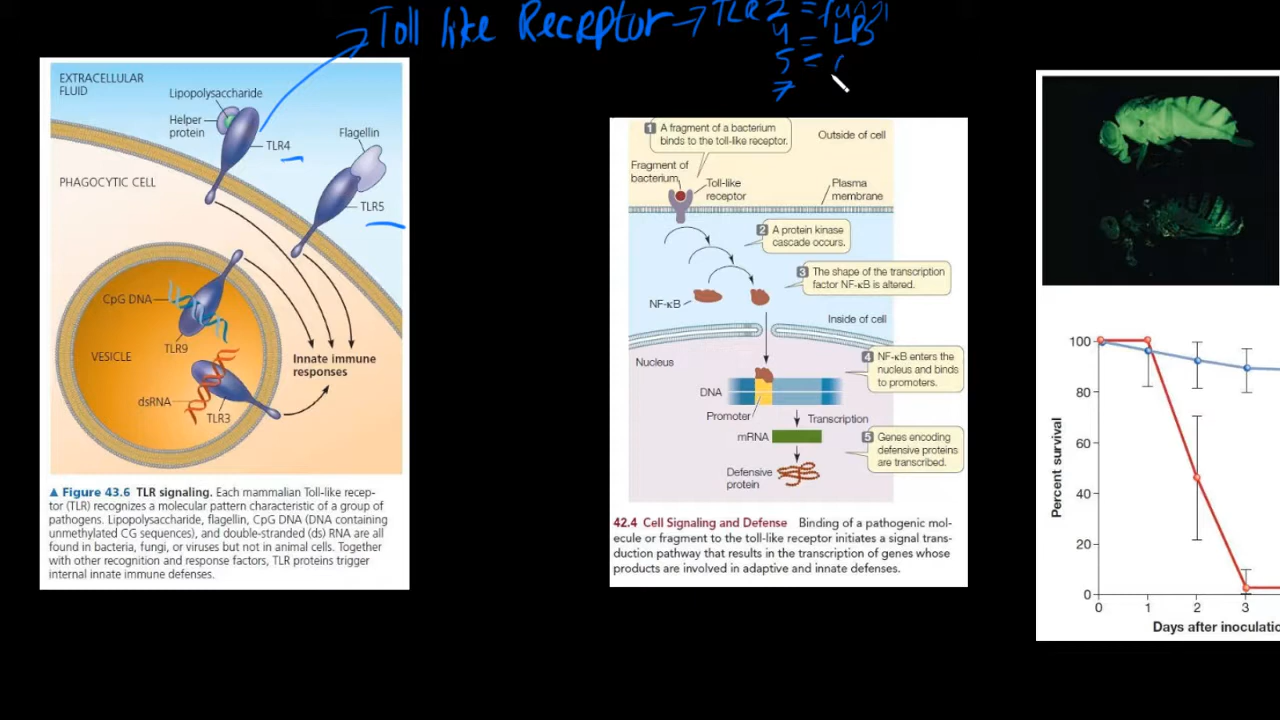 Toll like Receptor → TLR 2 = fungi
4 = LPS
5 =
7
EXTRACELLULAR
FLUID
Lipopolysaccharide
Helper
protein
TLR4
Flagellin
PHAGOCYTIC CELL
TLR5
CpG DNA
TLR9
VESICLE
Innate immune
responses
dsRNA
TLR3
▲ Figure 43.6 TLR signaling. Each mammalian Toll-like recep-
tor (TLR) recognizes a molecular pattern characteristic of a group of
pathogens. Lipopolysaccharide, flagellin, CpG DNA (DNA containing
unmethylated CG sequences), and double-stranded (ds) RNA are all
found in bacteria, fungi, or viruses but not in animal cells. Together
with other recognition and response factors, TLR proteins trigger
internal innate immune defenses.
1 A fragment of a bacterium
binds to the toll-like receptor.
Outside of cell
Fragment of
bacterium
Toll-like
receptor
Plasma
membrane
2 A protein kinase
cascade occurs.
3 The shape of the transcription
factor NF-κB is altered.
NF-κB
Inside of cell
Nucleus
4 NF-κB enters the
nucleus and binds
to promoters.
DNA
Promoter
Transcription
mRNA
5 Genes encoding
defensive proteins
are transcribed.
Defensive
protein
42.4 Cell Signaling and Defense Binding of a pathogenic mol-
ecule or fragment to the toll-like receptor initiates a signal trans-
duction pathway that results in the transcription of genes whose
products are involved in adaptive and innate defenses.
Percent survival
100
80
60
40
20
0
0 1 2 3
Days after